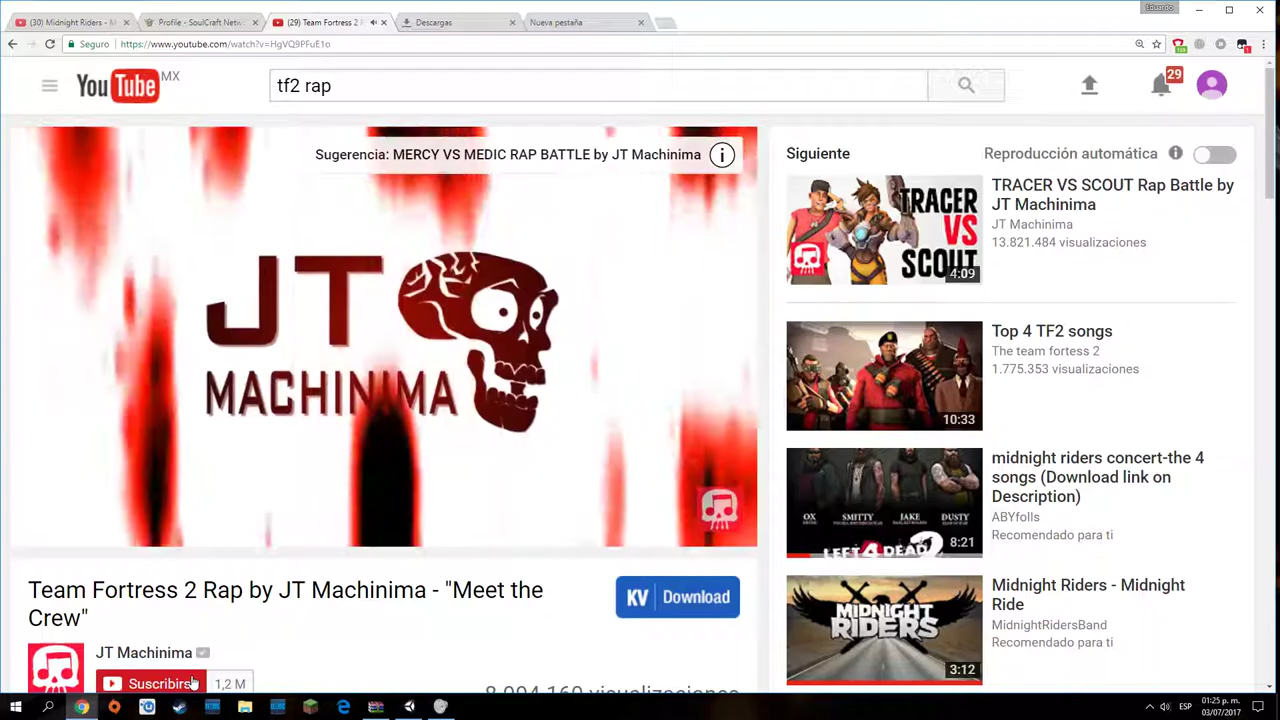 (30) Midnight Riders - M
Profile - SoulCraft Netw
(29) Team Fortress 2 R
Descargas
Nueva pestaña
Eduardo
Seguro
https://www.youtube.com/watch?v=HgVQ9PFuE1o
YouTube MX
tf2 rap
29
Sugerencia: MERCY VS MEDIC RAP BATTLE by JT Machinima
JT
MACHINIMA
Siguiente
Reproducción automática
TRACER
VS
SCOUT
4:09
TRACER VS SCOUT Rap Battle by
JT Machinima
JT Machinima
13.821.484 visualizaciones
10:33
Top 4 TF2 songs
The team fortess 2
1.775.353 visualizaciones
OX SMITTY JAKE DUSTY
LEFT 4 DEAD 2
8:21
midnight riders concert-the 4
songs (Download link on
Description)
ABYfolls
Recomendado para ti
MIDNIGHT
RIDERS
3:12
Midnight Riders - Midnight
Ride
MidnightRidersBand
Recomendado para ti
Team Fortress 2 Rap by JT Machinima - "Meet the
Crew"
KV Download
JT Machinima
Suscribirs
1,2 M
ESP
01:25 p. m.
03/07/2017